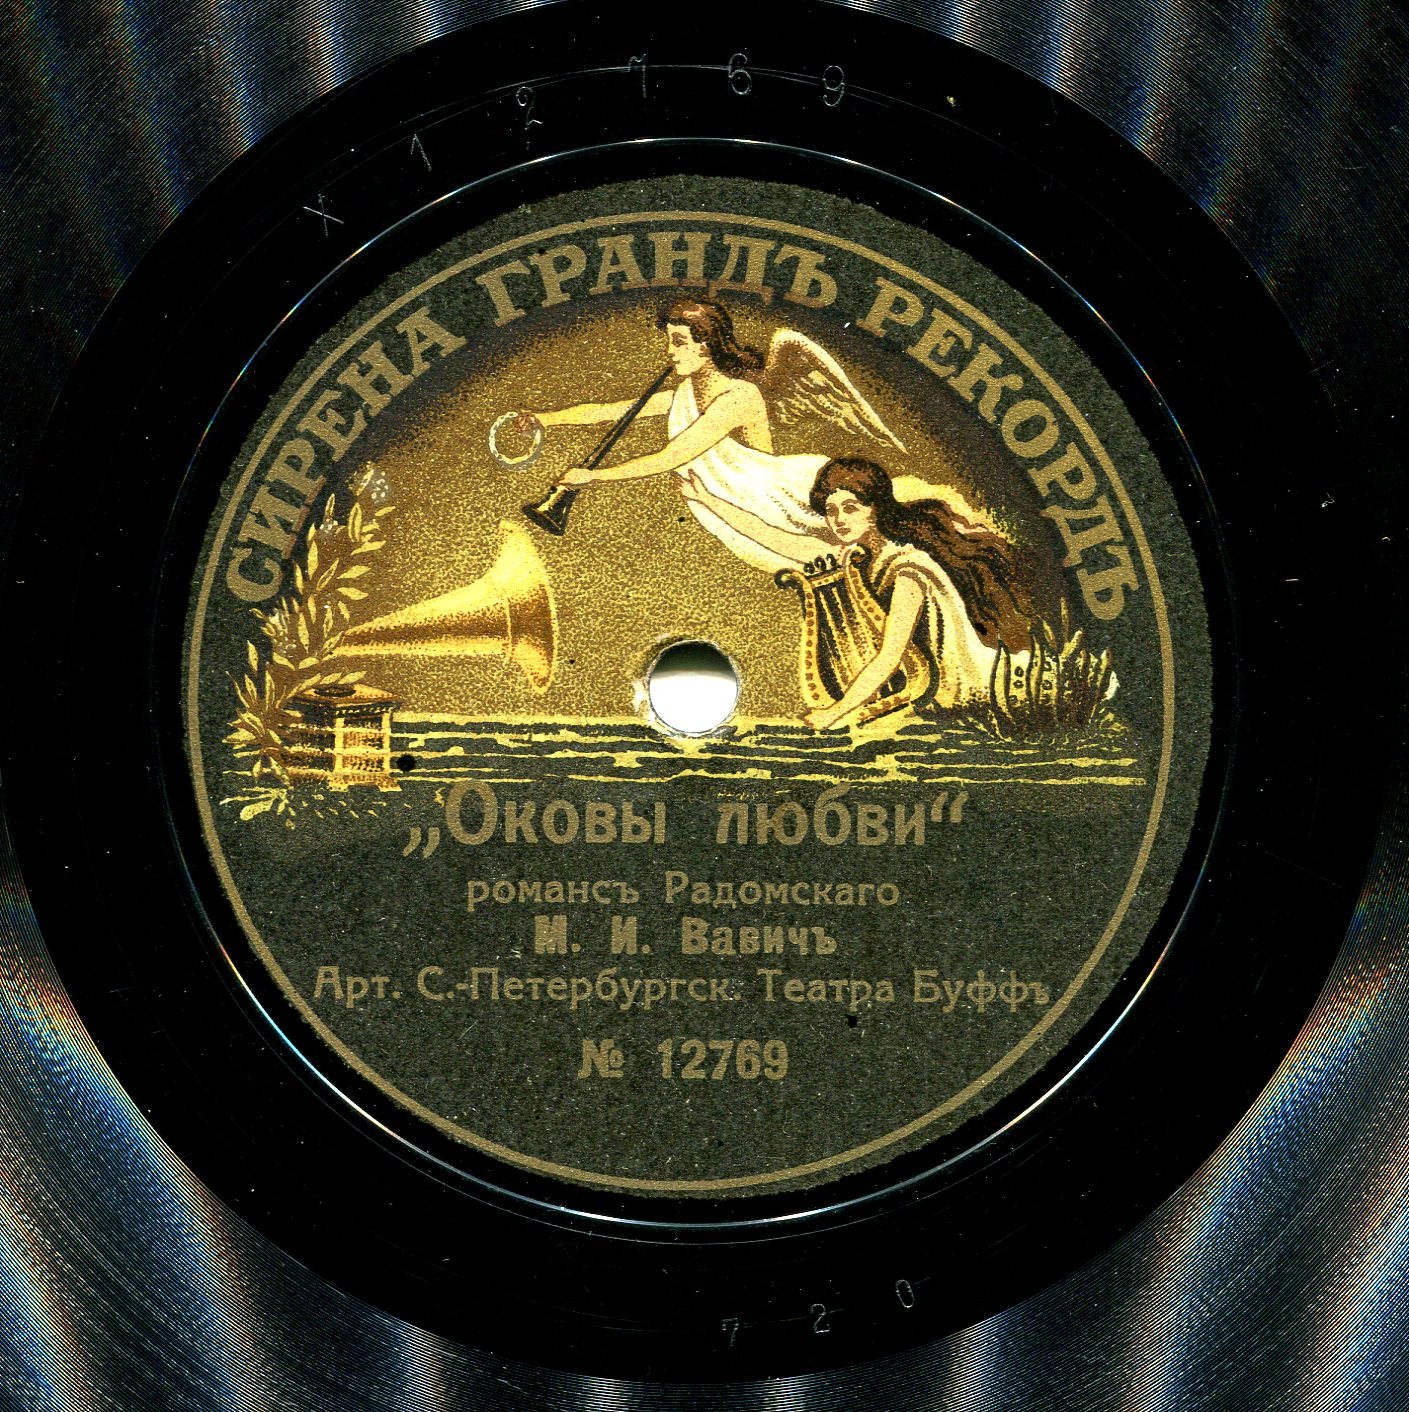 X 12769
СИРЕНА ГРАНДЪ РЕКОРДЪ
„Оковы любви“
романсъ Радомскаго
М. И. Вавичъ
Арт. С.-Петербургск. Театра Буффъ
№ 12769
720